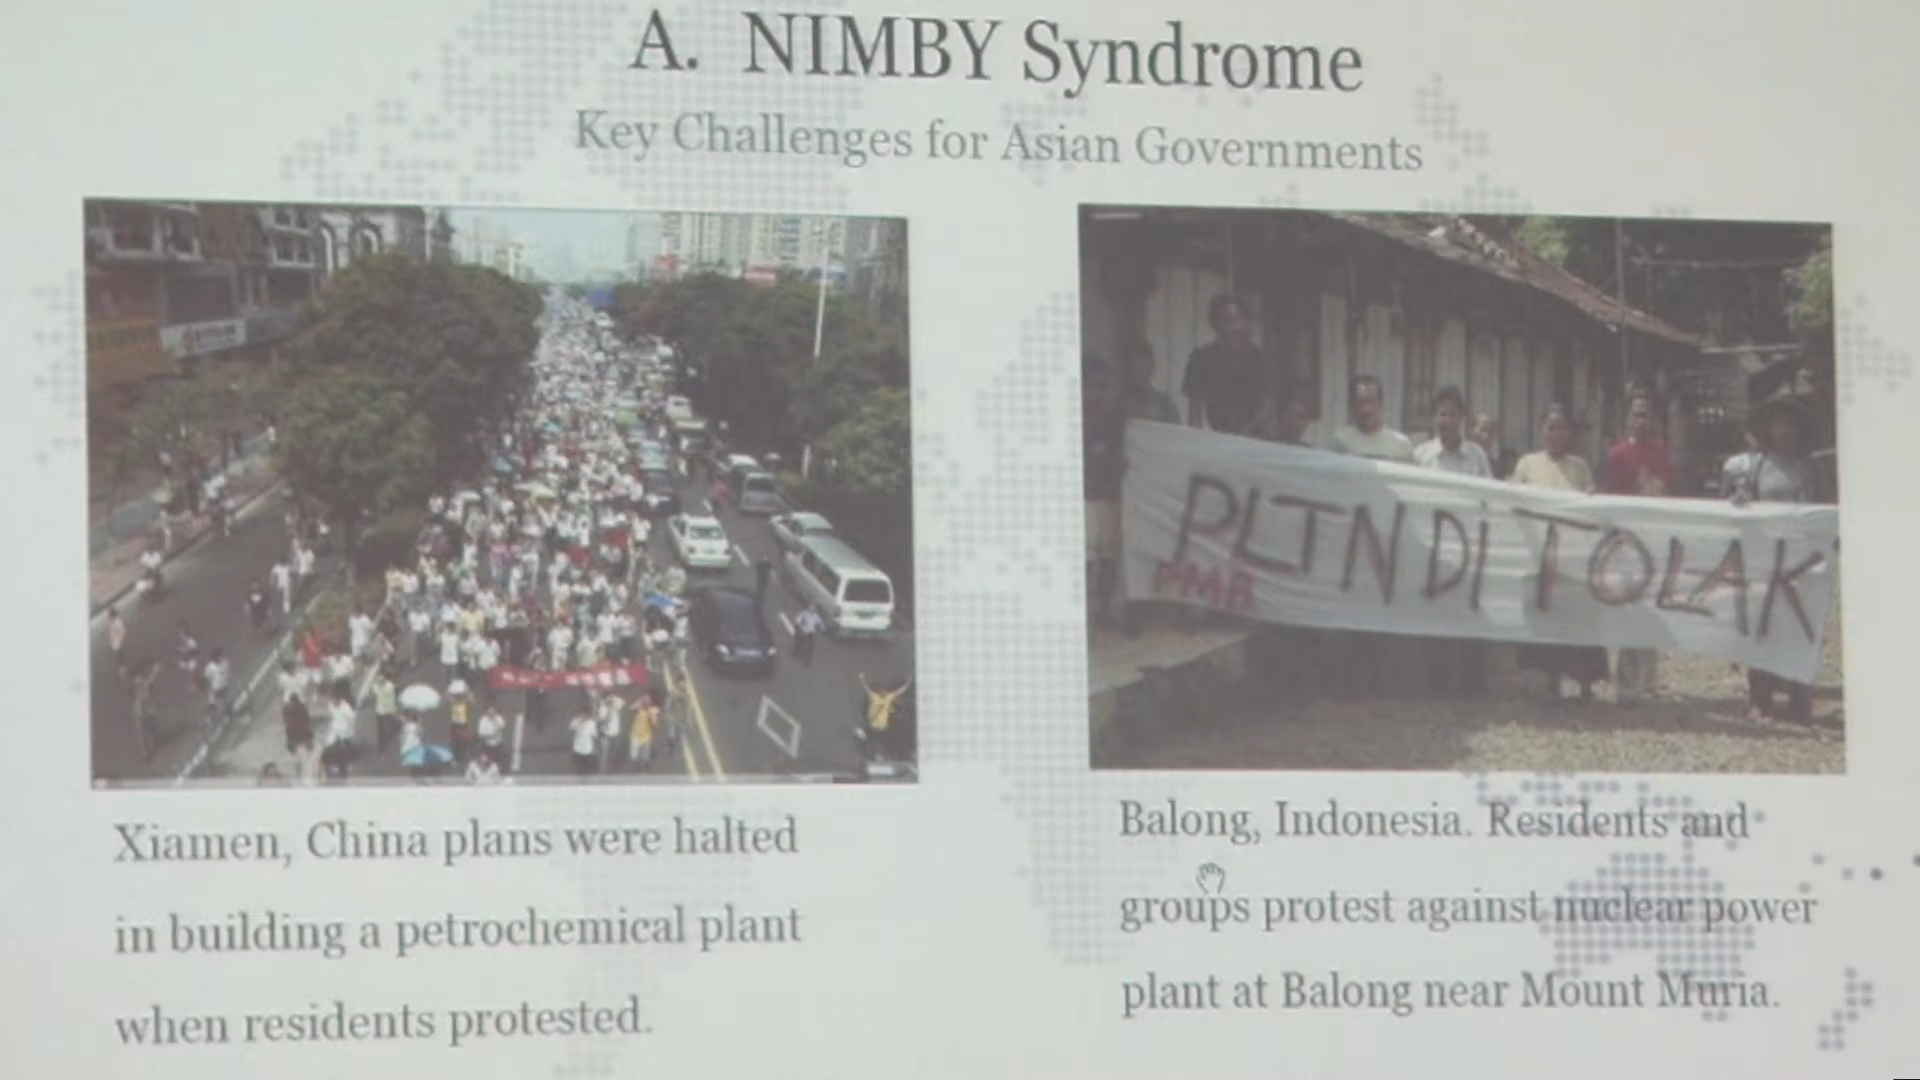 A. NIMBY Syndrome
Key Challenges for Asian Governments
PLTN DI TOLAK
PMB
Xiamen, China plans were halted
in building a petrochemical plant
when residents protested.
Balong, Indonesia. Residents and
groups protest against nuclear power
plant at Balong near Mount Muria.